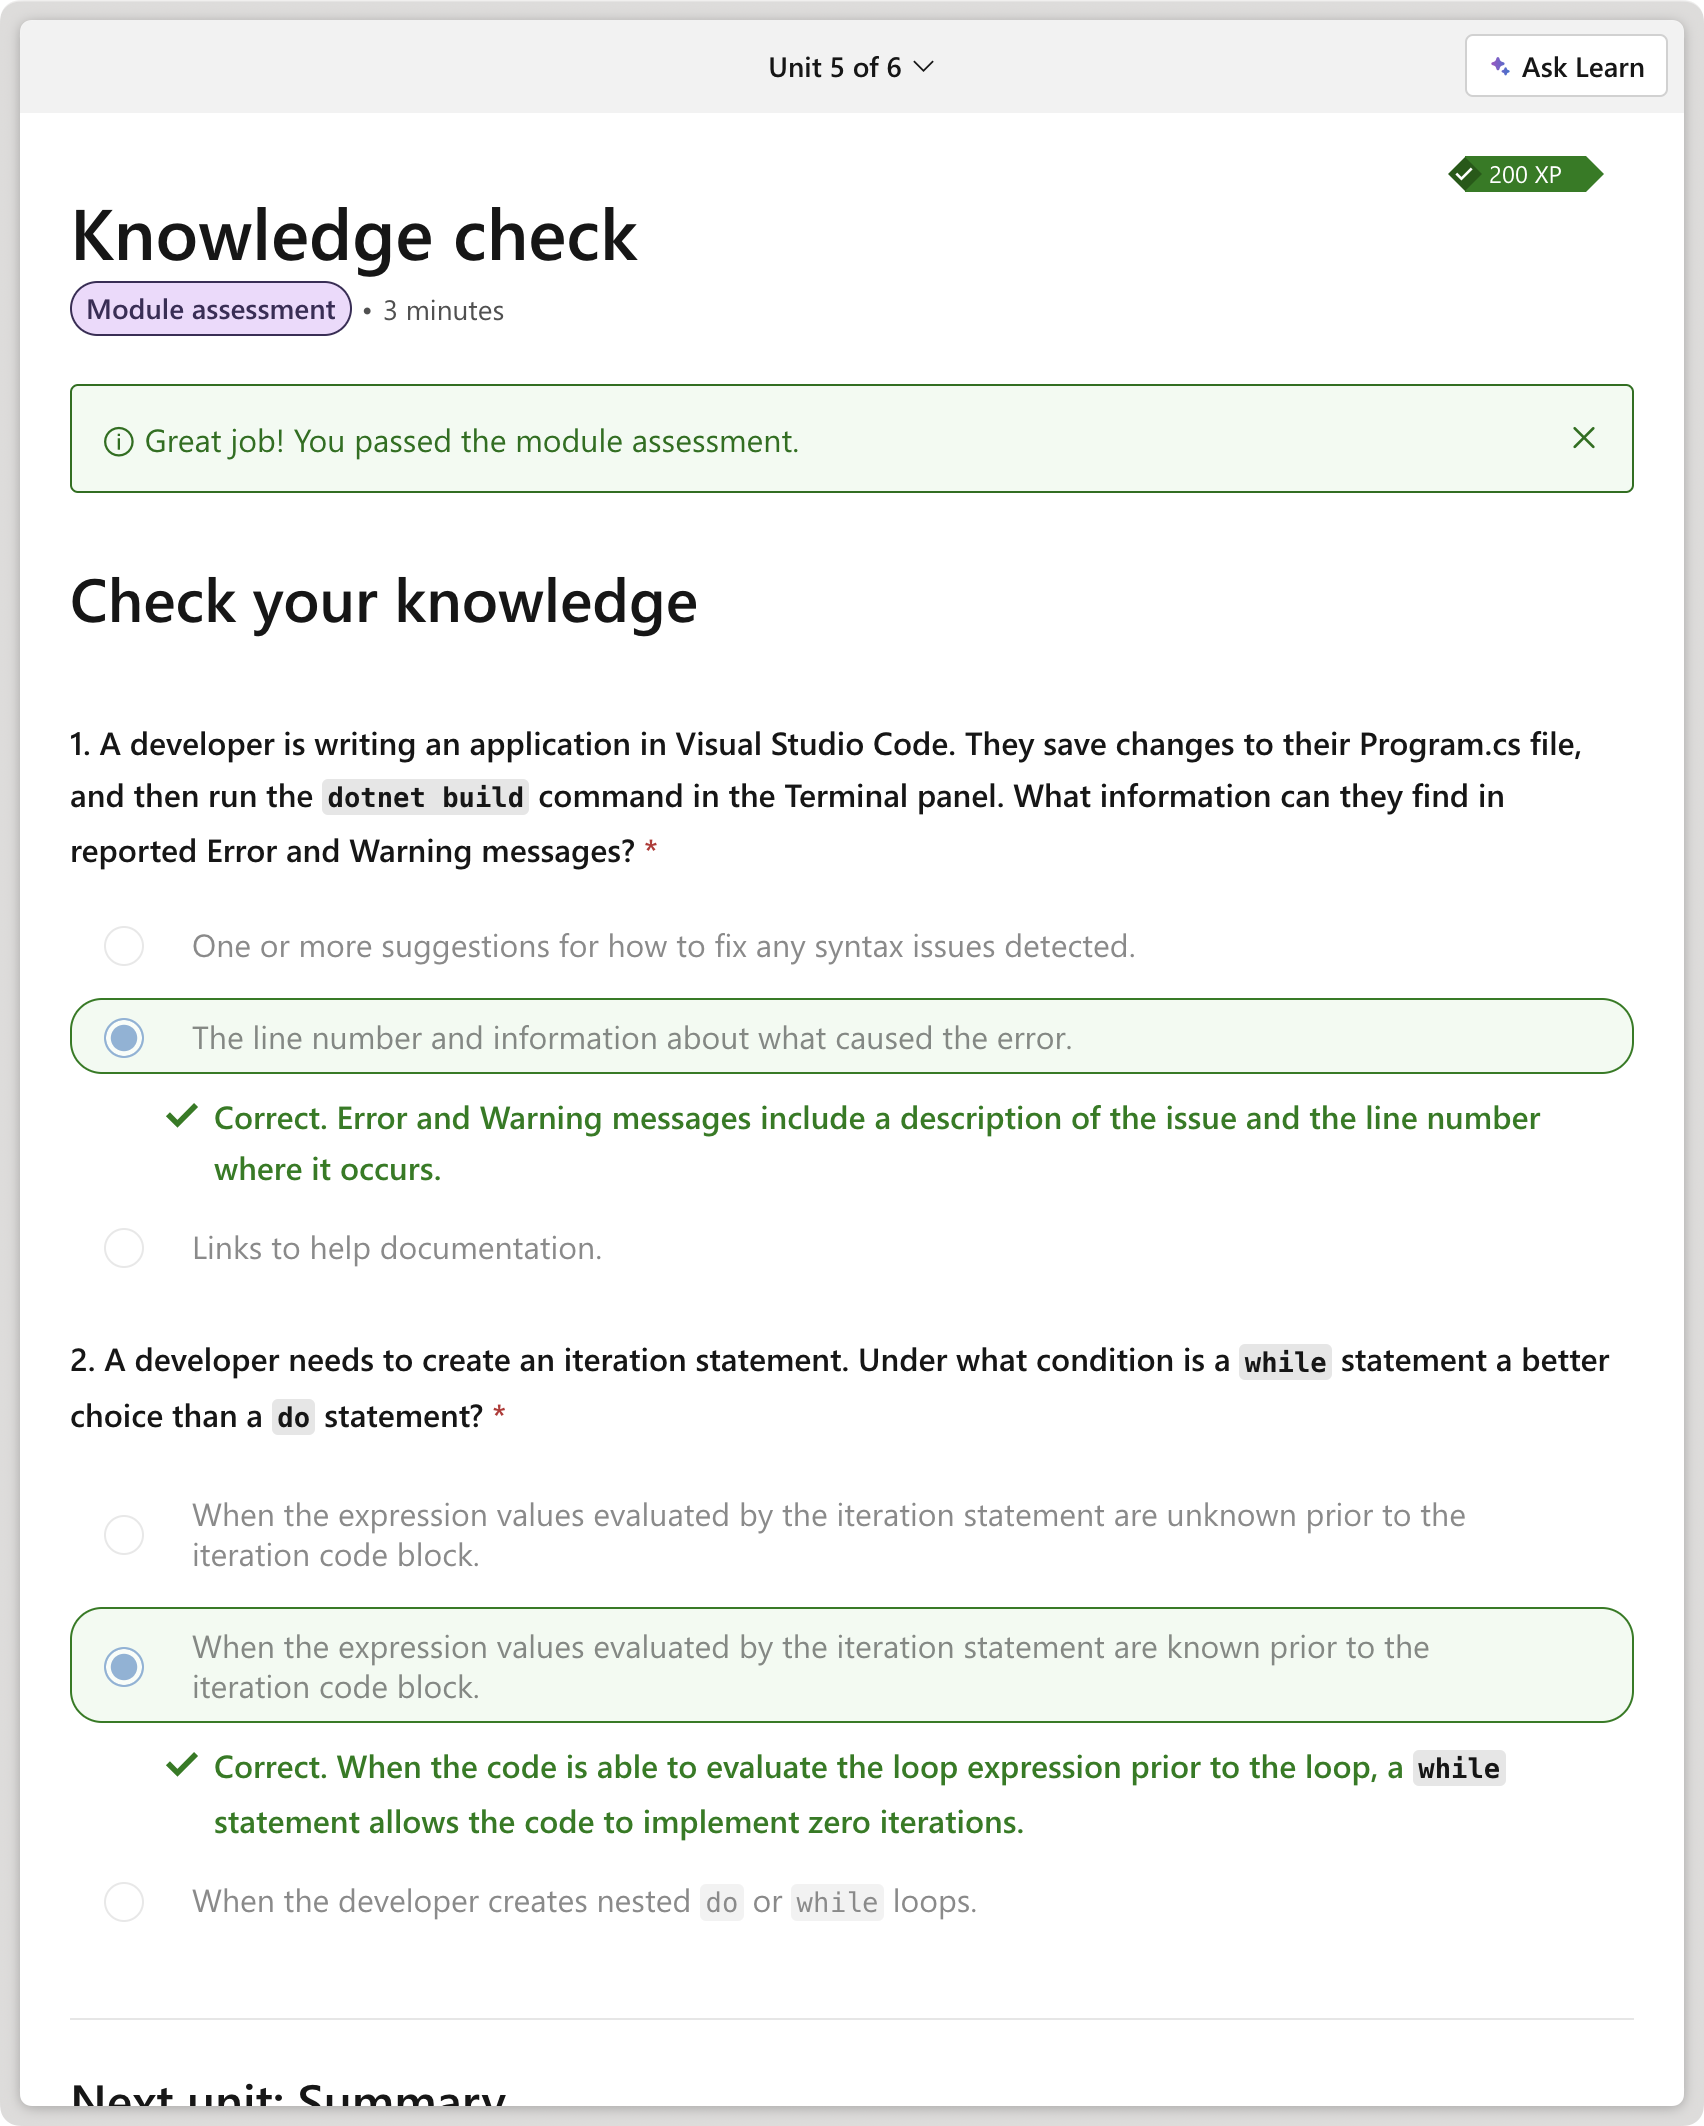 Unit 5 of 6
Ask Learn
200 XP
Knowledge check
Module assessment • 3 minutes
Great job! You passed the module assessment.
Check your knowledge
1. A developer is writing an application in Visual Studio Code. They save changes to their Program.cs file,
and then run the dotnet build command in the Terminal panel. What information can they find in
reported Error and Warning messages? *
One or more suggestions for how to fix any syntax issues detected.
The line number and information about what caused the error.
Correct. Error and Warning messages include a description of the issue and the line number
where it occurs.
Links to help documentation.
2. A developer needs to create an iteration statement. Under what condition is a while statement a better
choice than a do statement? *
When the expression values evaluated by the iteration statement are unknown prior to the
iteration code block.
When the expression values evaluated by the iteration statement are known prior to the
iteration code block.
Correct. When the code is able to evaluate the loop expression prior to the loop, a while
statement allows the code to implement zero iterations.
When the developer creates nested do or while loops.
Next unit: Summary